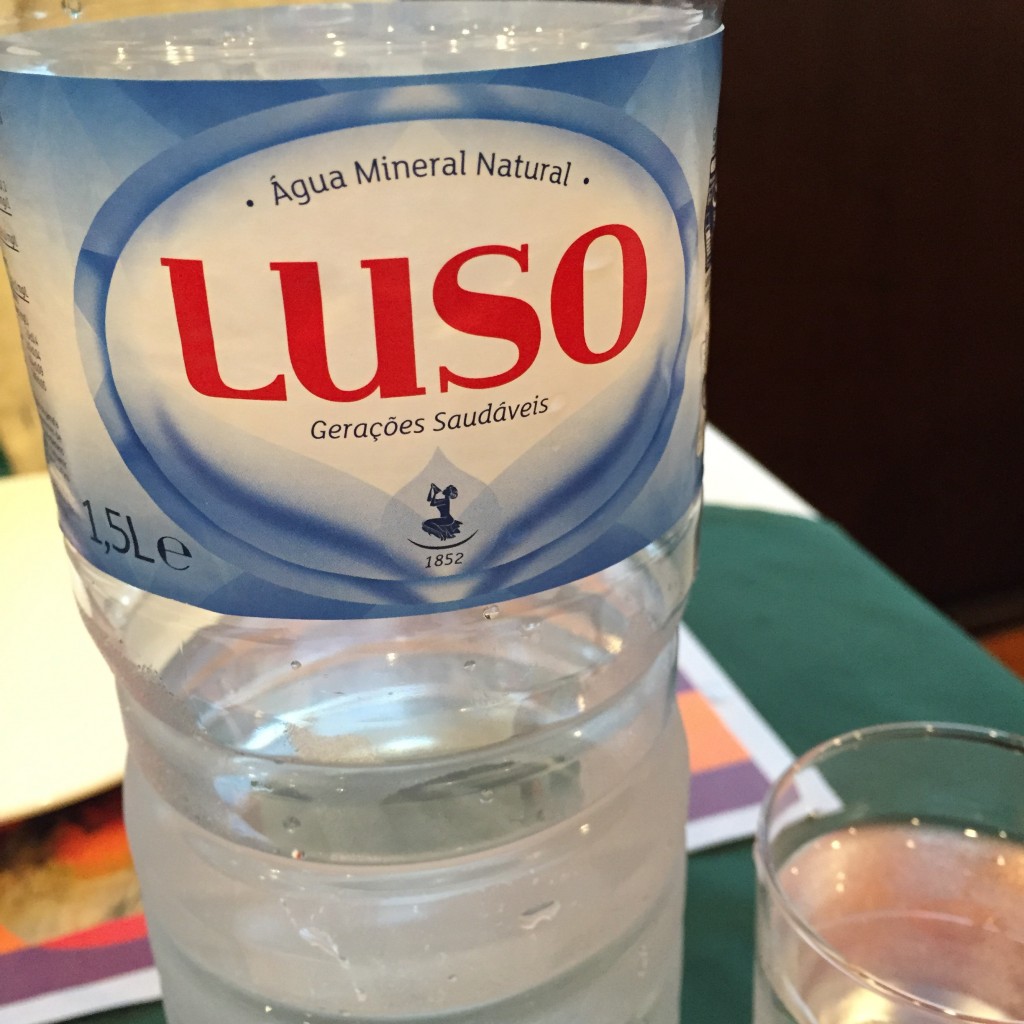 · Água Mineral Natural ·
LUSO
Gerações Saudáveis
1852
1,5L℮